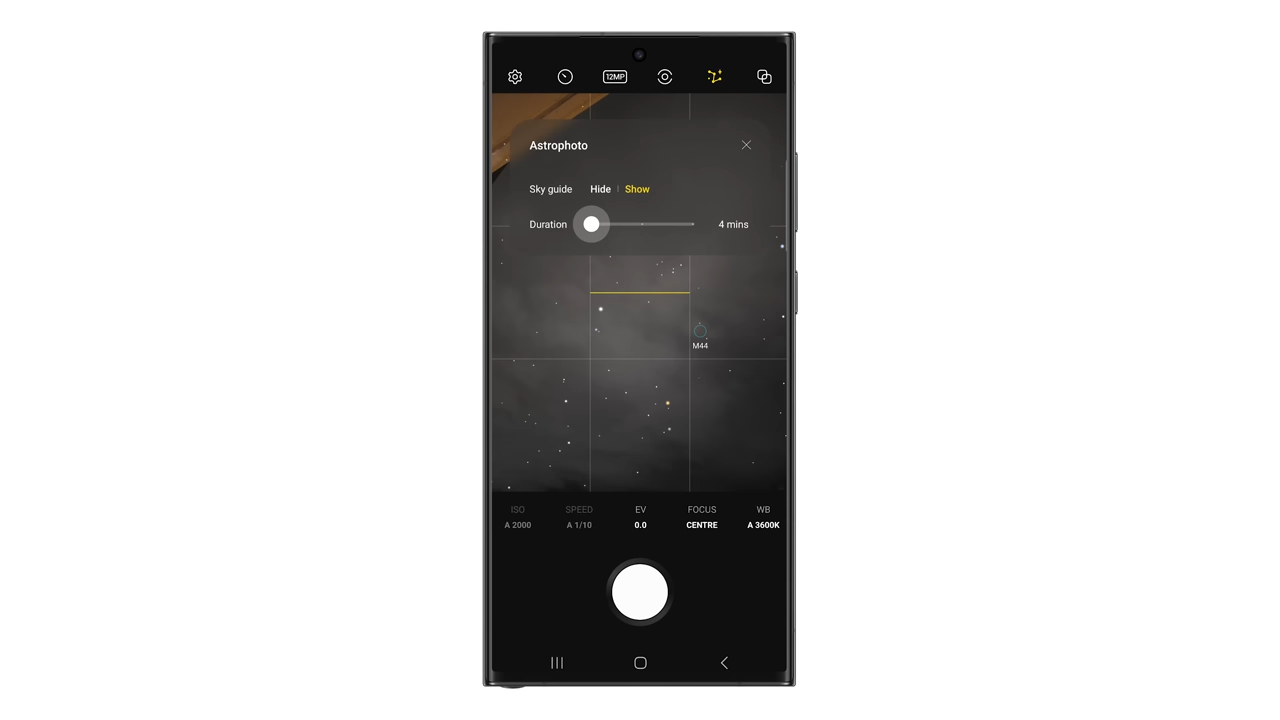 12MP
Astrophoto
Sky guide Hide | Show
Duration 4 mins
M44
ISO SPEED EV FOCUS WB
A 2000 A 1/10 0.0 CENTRE A 3600K